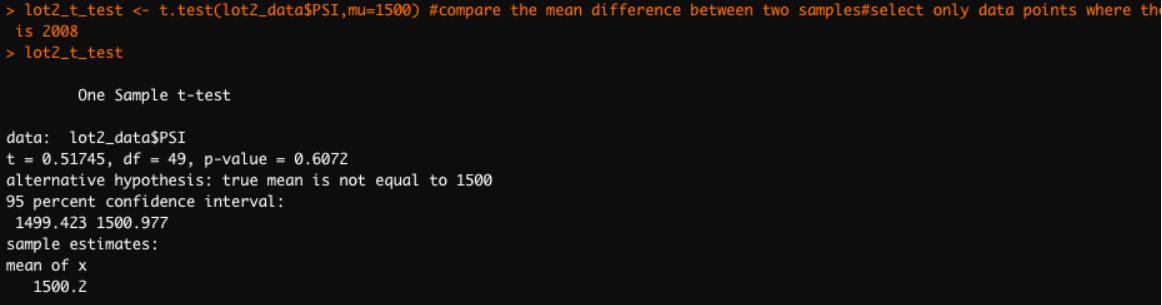 > lot2_t_test <- t.test(lot2_data$PSI,mu=1500) #compare the mean difference between two samples#select only data points where the
is 2008
> lot2_t_test
One Sample t-test
data:  lot2_data$PSI
t = 0.51745, df = 49, p-value = 0.6072
alternative hypothesis: true mean is not equal to 1500
95 percent confidence interval:
1499.423 1500.977
sample estimates:
mean of x
1500.2